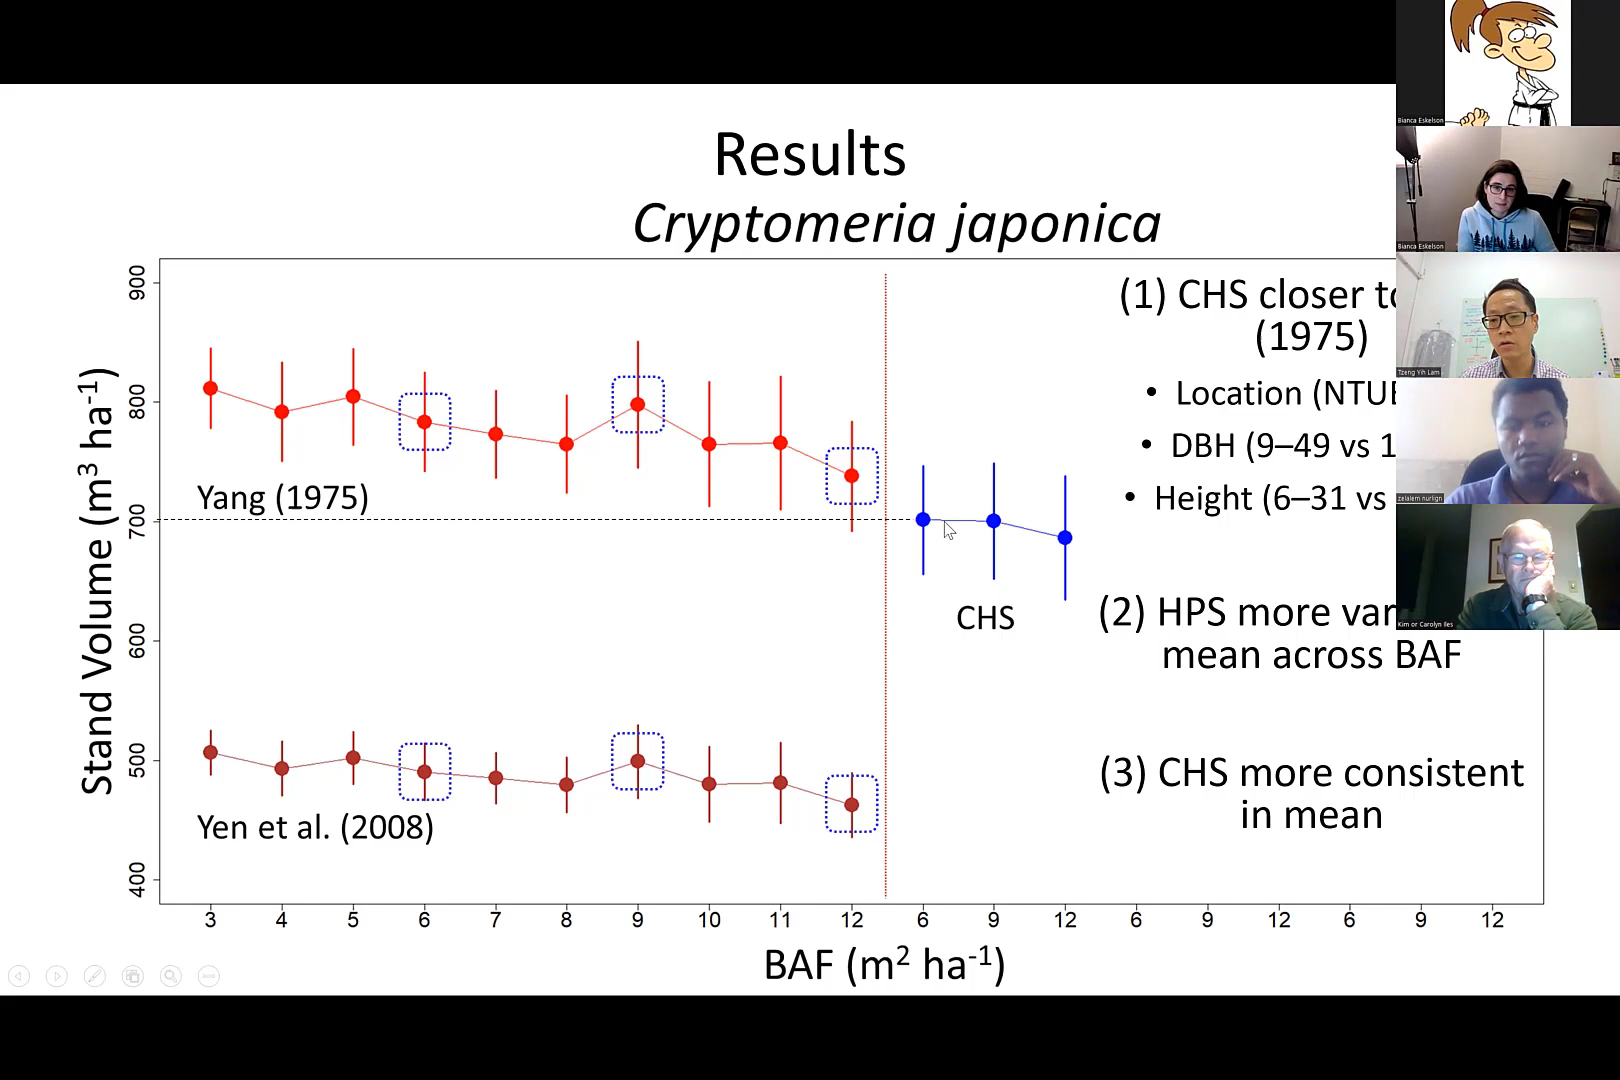 Results
Cryptomeria japonica
Stand Volume (m³ ha⁻¹)
900
800
700
600
500
400
Yang (1975)
Yen et al. (2008)
CHS
(1) CHS closer to
(1975)
• Location (NTUE
• DBH (9–49 vs 1
• Height (6–31 vs
(2) HPS more var
mean across BAF
(3) CHS more consistent
in mean
3 4 5 6 7 8 9 10 11 12 6 9 12 6 9 12 6 9 12
BAF (m² ha⁻¹)
Bianca Eskelson
Bianca Eskelson
Tzeng Yih Lam
zelalem nurlign
Kim or Carolyn Iles